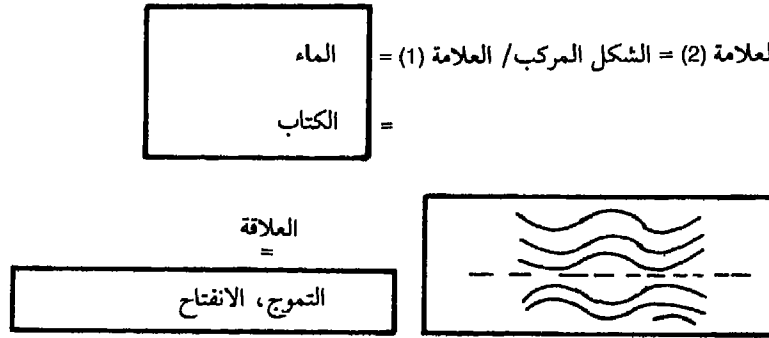 العلامة (2) = الشكل المركب / العلامة (1) = الماء
= الكتاب
العلاقة
=
التموج، الانفتاح